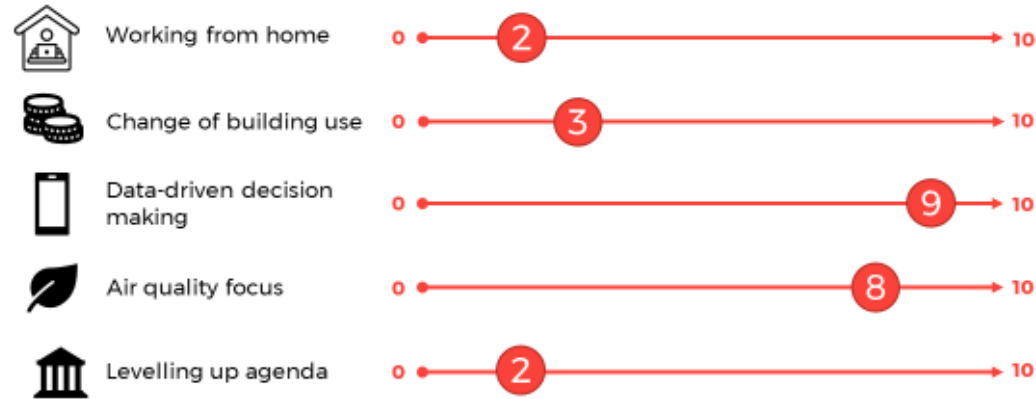 Working from home 0 2 10
Change of building use 0 3 10
Data-driven decision
making 0 9 10
Air quality focus 0 8 10
Levelling up agenda 0 2 10